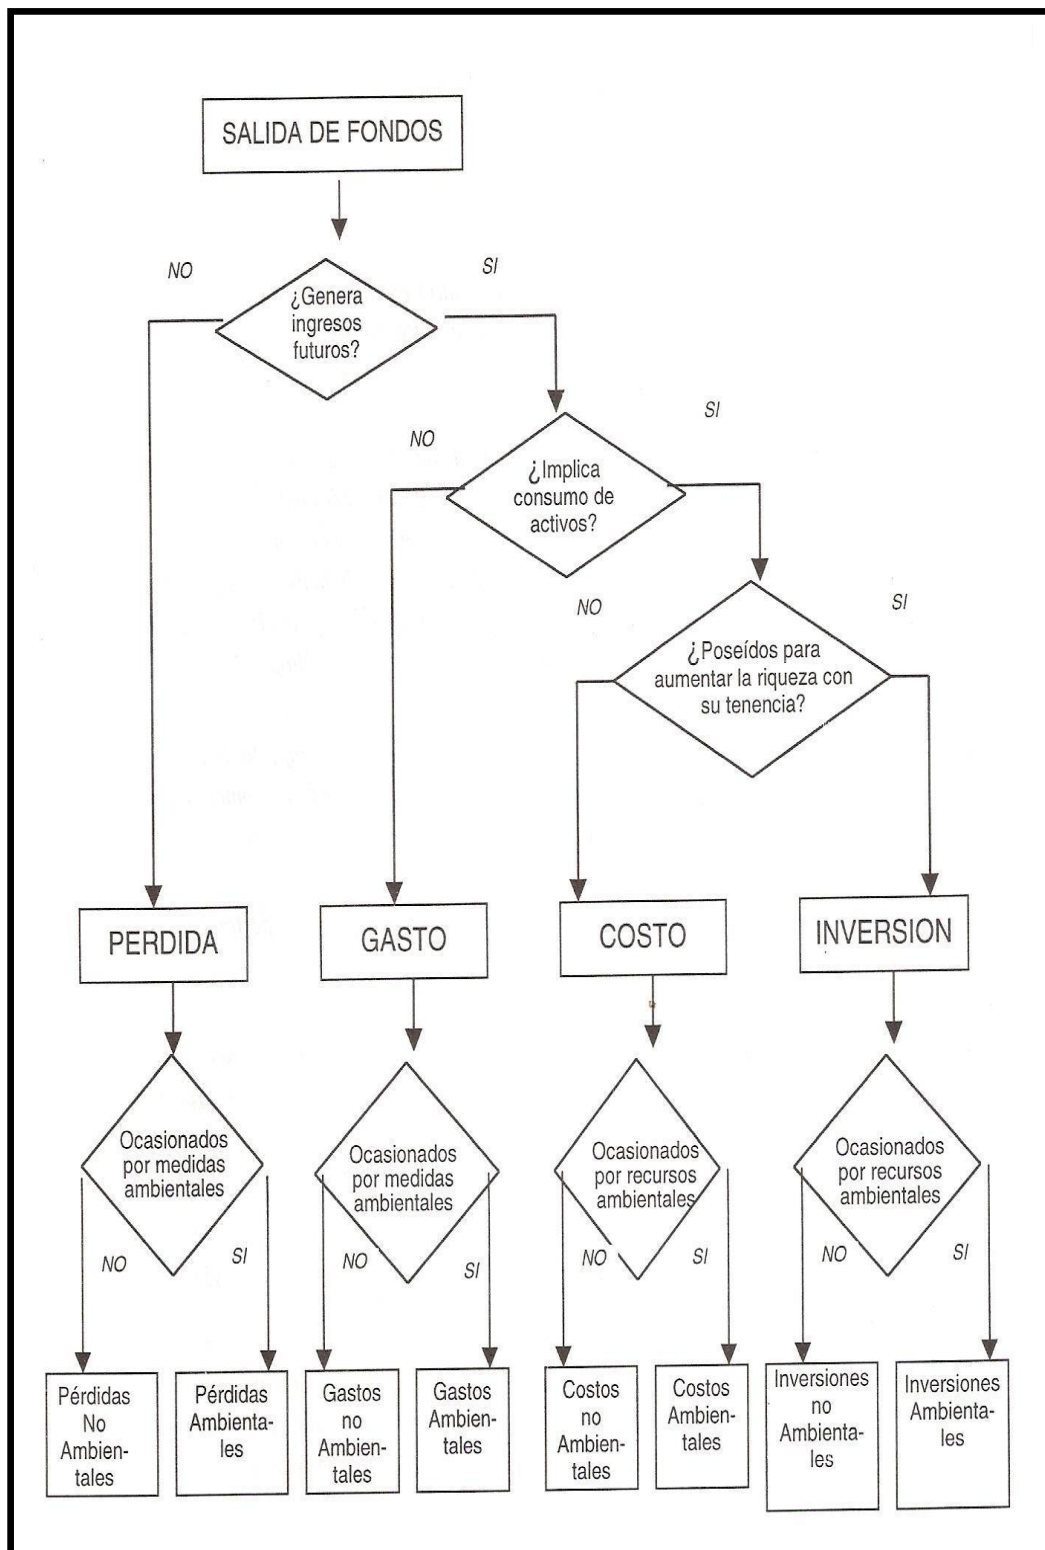 SALIDA DE FONDOS
NO
SI
¿Genera
ingresos
futuros?
NO
SI
¿Implica
consumo de
activos?
NO
SI
¿Poseídos para
aumentar la riqueza con
su tenencia?
PERDIDA
GASTO
COSTO
INVERSION
Ocasionados
por medidas
ambientales
Ocasionados
por medidas
ambientales
Ocasionados
por recursos
ambientales
Ocasionados
por recursos
ambientales
NO
SI
NO
SI
NO
SI
NO
SI
Pérdidas
No
Ambien-
tales
Pérdidas
Ambienta-
les
Gastos
no
Ambien-
tales
Gastos
Ambien-
tales
Costos
no
Ambien-
tales
Costos
Ambien-
tales
Inversiones
no
Ambienta-
les
Inversiones
Ambienta-
les